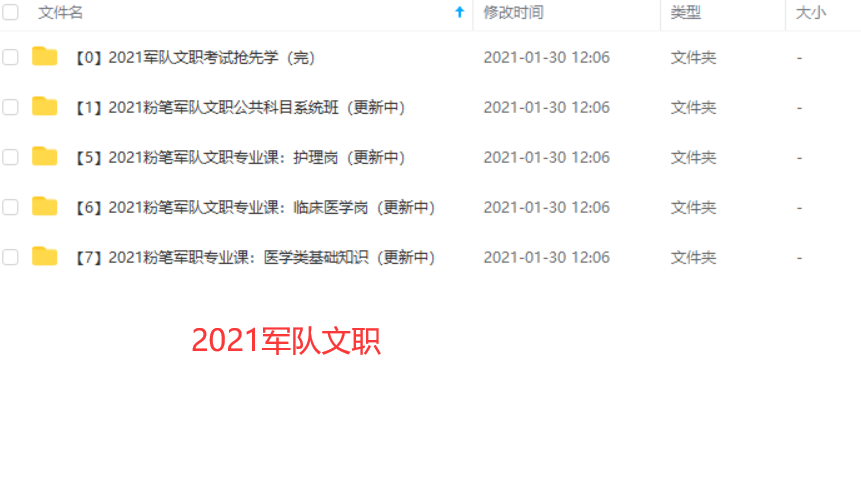 文件名 修改时间 类型 大小
【0】2021军队文职考试抢先学（完） 2021-01-30 12:06 文件夹 -
【1】2021粉笔军队文职公共科目系统班（更新中） 2021-01-30 12:06 文件夹 -
【5】2021粉笔军队文职专业课：护理岗（更新中） 2021-01-30 12:06 文件夹 -
【6】2021粉笔军队文职专业课：临床医学岗（更新中） 2021-01-30 12:06 文件夹 -
【7】2021粉笔军职专业课：医学类基础知识（更新中） 2021-01-30 12:06 文件夹 -
2021军队文职